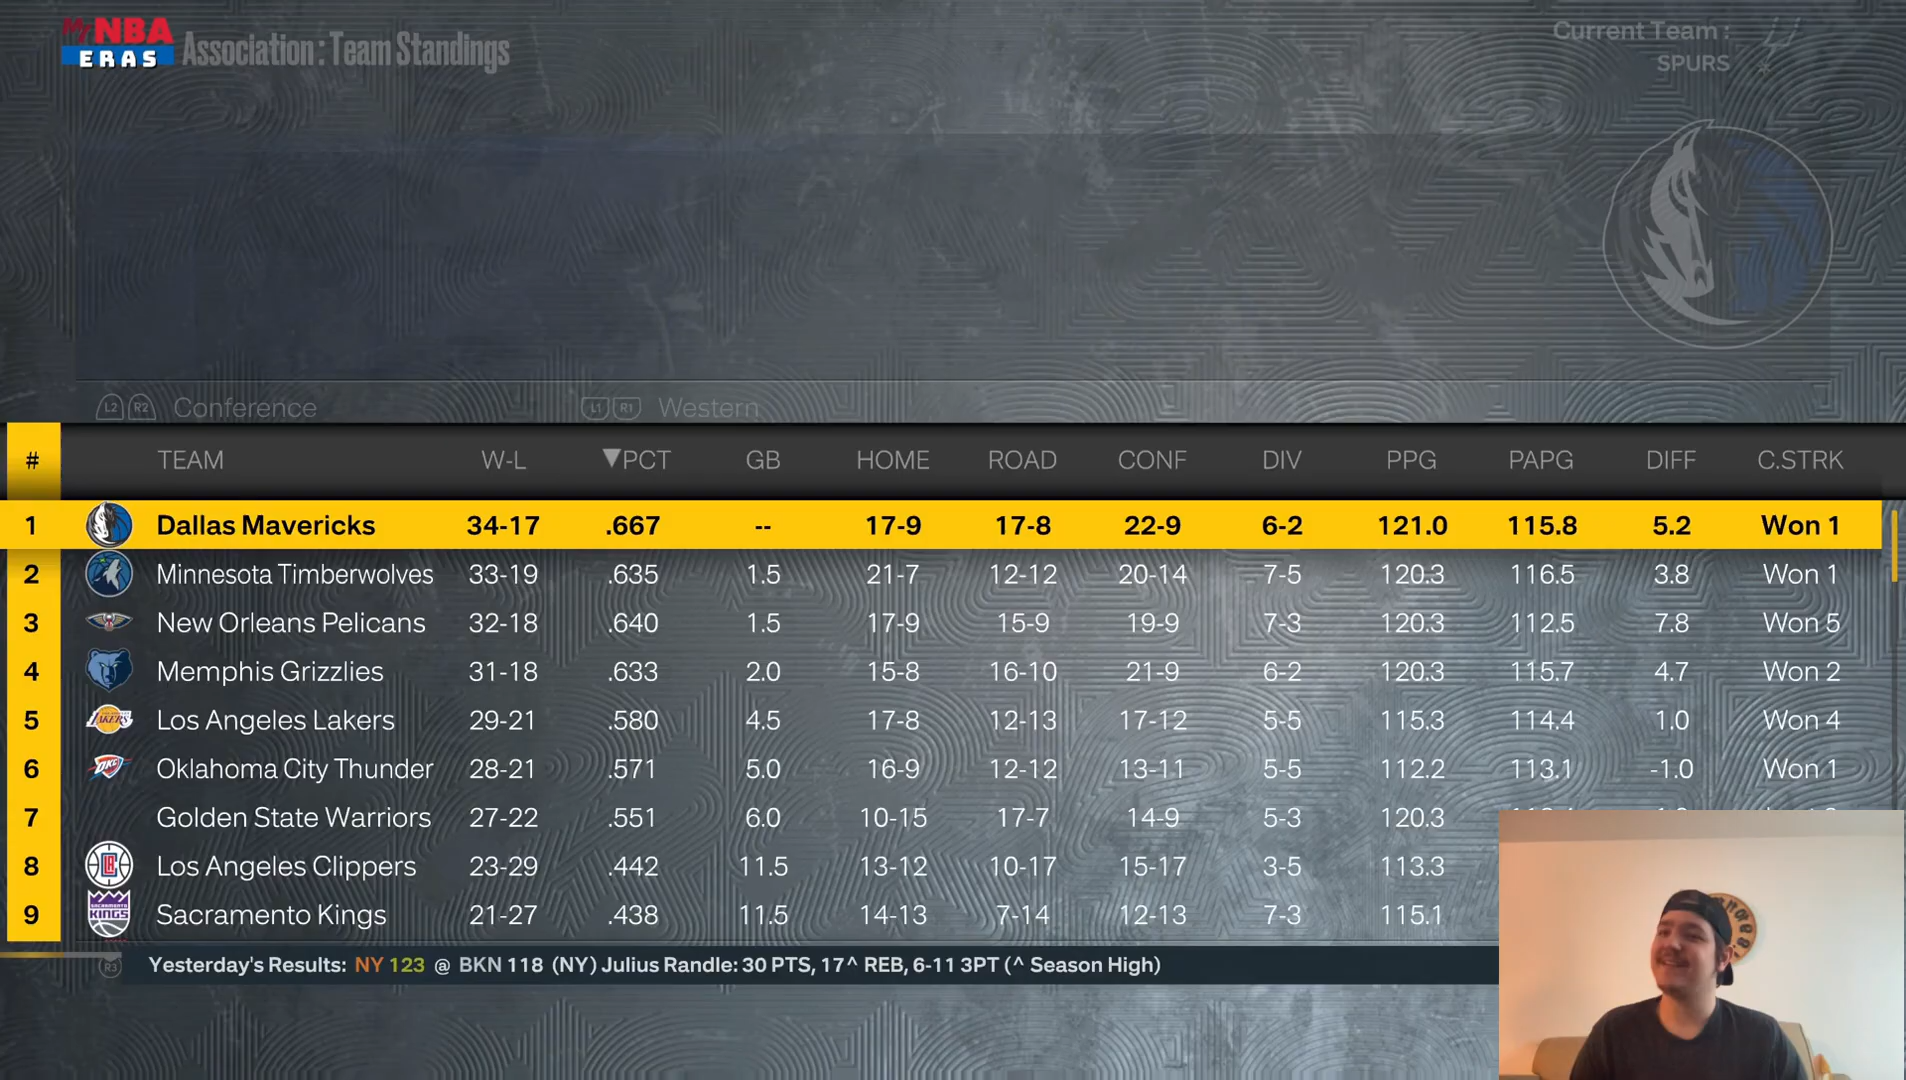 MyNBA ERAS Association : Team Standings
Current Team :
SPURS
L2 R2 Conference L1 R1 Western
# TEAM W-L ▼PCT GB HOME ROAD CONF DIV PPG PAPG DIFF C.STRK
1 Dallas Mavericks 34-17 .667 -- 17-9 17-8 22-9 6-2 121.0 115.8 5.2 Won 1
2 Minnesota Timberwolves 33-19 .635 1.5 21-7 12-12 20-14 7-5 120.3 116.5 3.8 Won 1
3 New Orleans Pelicans 32-18 .640 1.5 17-9 15-9 19-9 7-3 120.3 112.5 7.8 Won 5
4 Memphis Grizzlies 31-18 .633 2.0 15-8 16-10 21-9 6-2 120.3 115.7 4.7 Won 2
5 LAKERS Los Angeles Lakers 29-21 .580 4.5 17-8 12-13 17-12 5-5 115.3 114.4 1.0 Won 4
6 OKC Oklahoma City Thunder 28-21 .571 5.0 16-9 12-12 13-11 5-5 112.2 113.1 -1.0 Won 1
7 Golden State Warriors 27-22 .551 6.0 10-15 17-7 14-9 5-3 120.3
8 Los Angeles Clippers 23-29 .442 11.5 13-12 10-17 15-17 3-5 113.3
9 SACRAMENTO KINGS Sacramento Kings 21-27 .438 11.5 14-13 7-14 12-13 7-3 115.1
R3 Yesterday's Results: NY 123 @ BKN 118 (NY) Julius Randle: 30 PTS, 17^ REB, 6-11 3PT (^ Season High)